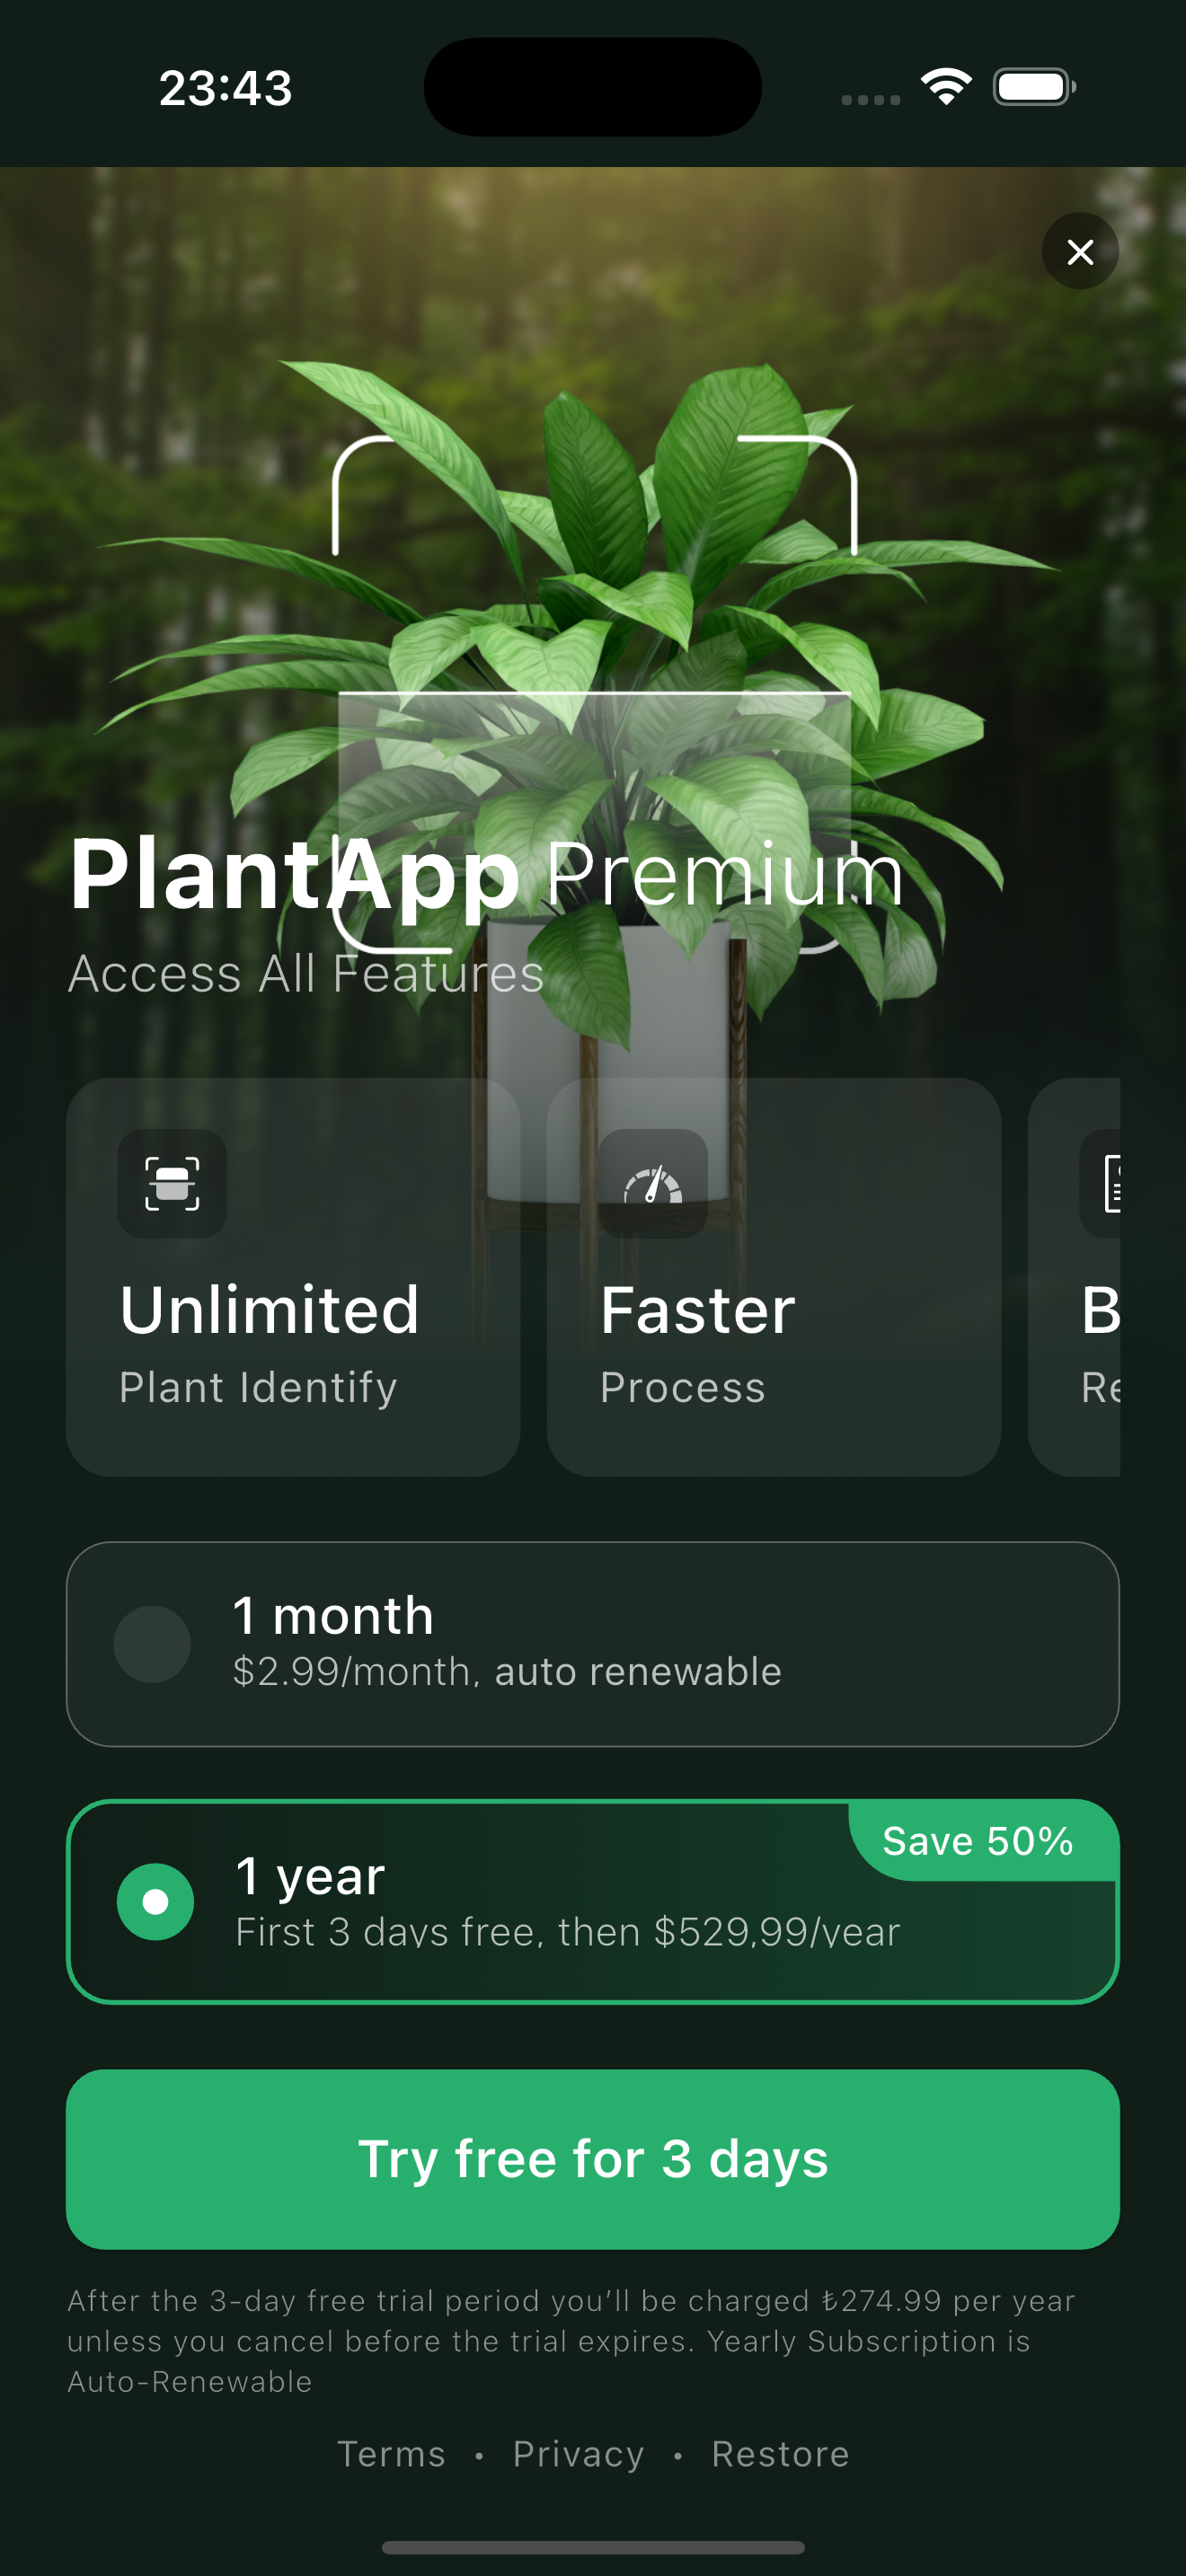 23:43
PlantApp Premium
Access All Features
Unlimited
Plant Identify
Faster
Process
B
Re
1 month
$2.99/month, auto renewable
Save 50%
1 year
First 3 days free, then $529,99/year
Try free for 3 days
After the 3-day free trial period you’ll be charged ₺274.99 per year
unless you cancel before the trial expires. Yearly Subscription is
Auto-Renewable
Terms • Privacy • Restore